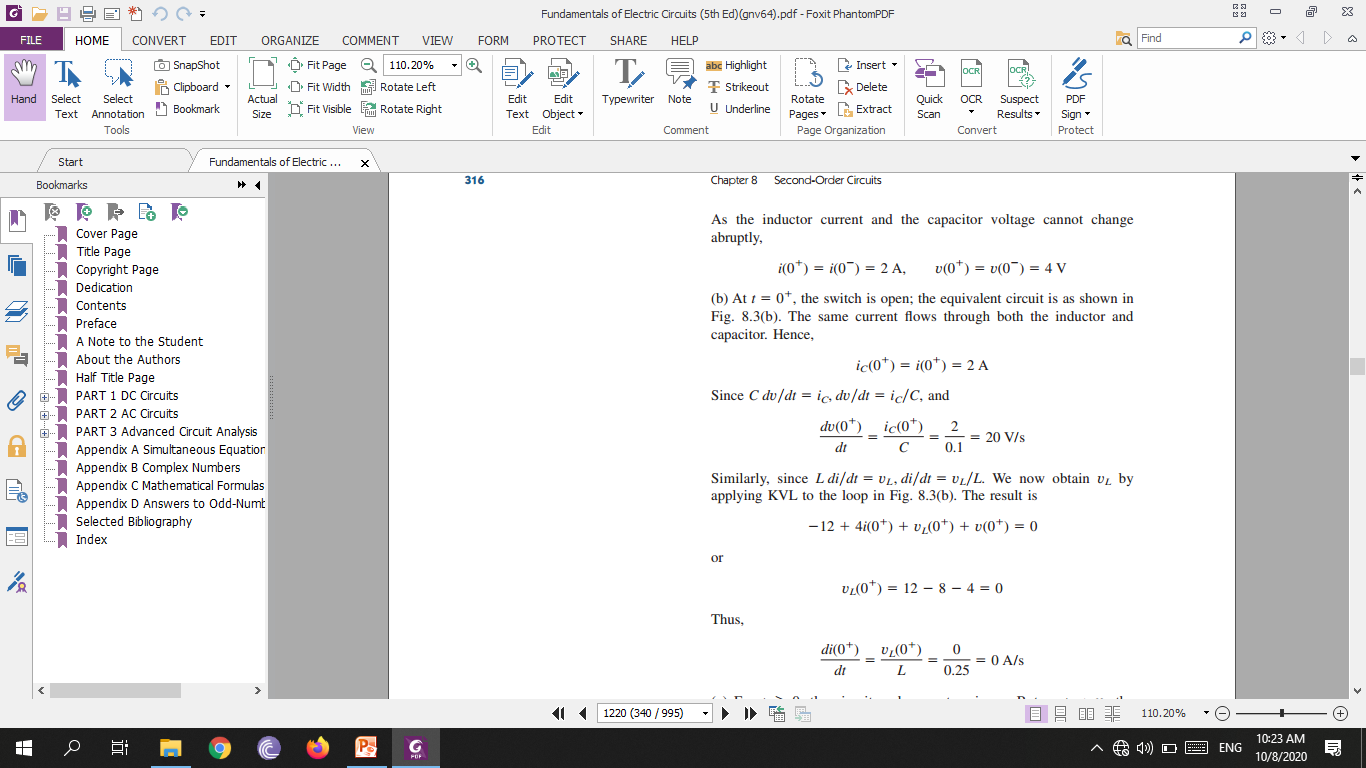 Fundamentals of Electric Circuits (5th Ed)(gnv64).pdf - Foxit PhantomPDF
FILE HOME CONVERT EDIT ORGANIZE COMMENT VIEW FORM PROTECT SHARE HELP Find
Hand
Select Text
Select Annotation
SnapShot
Clipboard
Bookmark
Tools
Actual Size
Fit Page
Fit Width
Fit Visible
110.20%
Rotate Left
Rotate Right
View
Edit Text
Edit Object
Edit
Typewriter
Note
abc Highlight
Strikeout
U Underline
Comment
Rotate Pages
Insert
Delete
Extract
Page Organization
Quick Scan
OCR
OCR
OCR
Suspect Results
Convert
PDF Sign
Protect
Start
Fundamentals of Electric ...
Bookmarks
Cover Page
Title Page
Copyright Page
Dedication
Contents
Preface
A Note to the Student
About the Authors
Half Title Page
PART 1 DC Circuits
PART 2 AC Circuits
PART 3 Advanced Circuit Analysis
Appendix A Simultaneous Equation
Appendix B Complex Numbers
Appendix C Mathematical Formulas
Appendix D Answers to Odd-Numb
Selected Bibliography
Index
316 Chapter 8 Second-Order Circuits
As the inductor current and the capacitor voltage cannot change
abruptly,
i(0⁺) = i(0⁻) = 2 A, v(0⁺) = v(0⁻) = 4 V
(b) At t = 0⁺, the switch is open; the equivalent circuit is as shown in
Fig. 8.3(b). The same current flows through both the inductor and
capacitor. Hence,
i_C(0⁺) = i(0⁺) = 2 A
Since C dv/dt = i_C, dv/dt = i_C/C, and
dv(0⁺)/dt = i_C(0⁺)/C = 2/0.1 = 20 V/s
Similarly, since L di/dt = v_L, di/dt = v_L/L. We now obtain v_L by
applying KVL to the loop in Fig. 8.3(b). The result is
−12 + 4i(0⁺) + v_L(0⁺) + v(0⁺) = 0
or
v_L(0⁺) = 12 − 8 − 4 = 0
Thus,
di(0⁺)/dt = v_L(0⁺)/L = 0/0.25 = 0 A/s
1220 (340 / 995)
110.20%
ENG
10:23 AM
10/8/2020